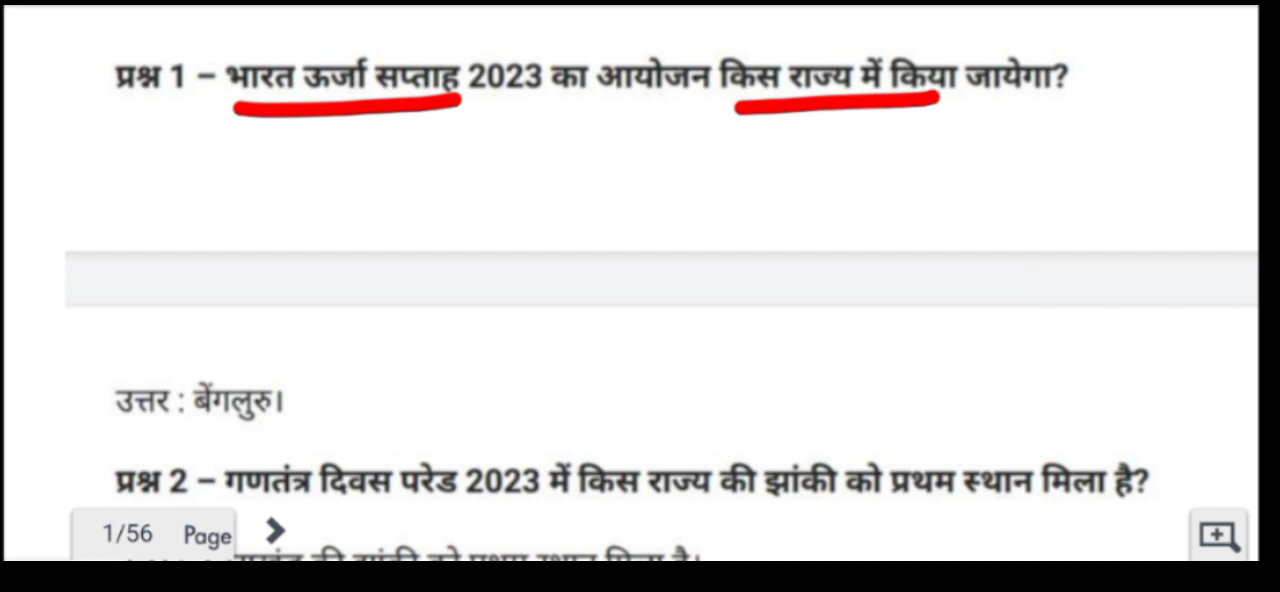 प्रश्न 1 – भारत ऊर्जा सप्ताह 2023 का आयोजन किस राज्य में किया जायेगा?
उत्तर : बेंगलुरु।
प्रश्न 2 – गणतंत्र दिवस परेड 2023 में किस राज्य की झांकी को प्रथम स्थान मिला है?
1/56 Page
की झांकी को प्रथम स्थान मिला है।